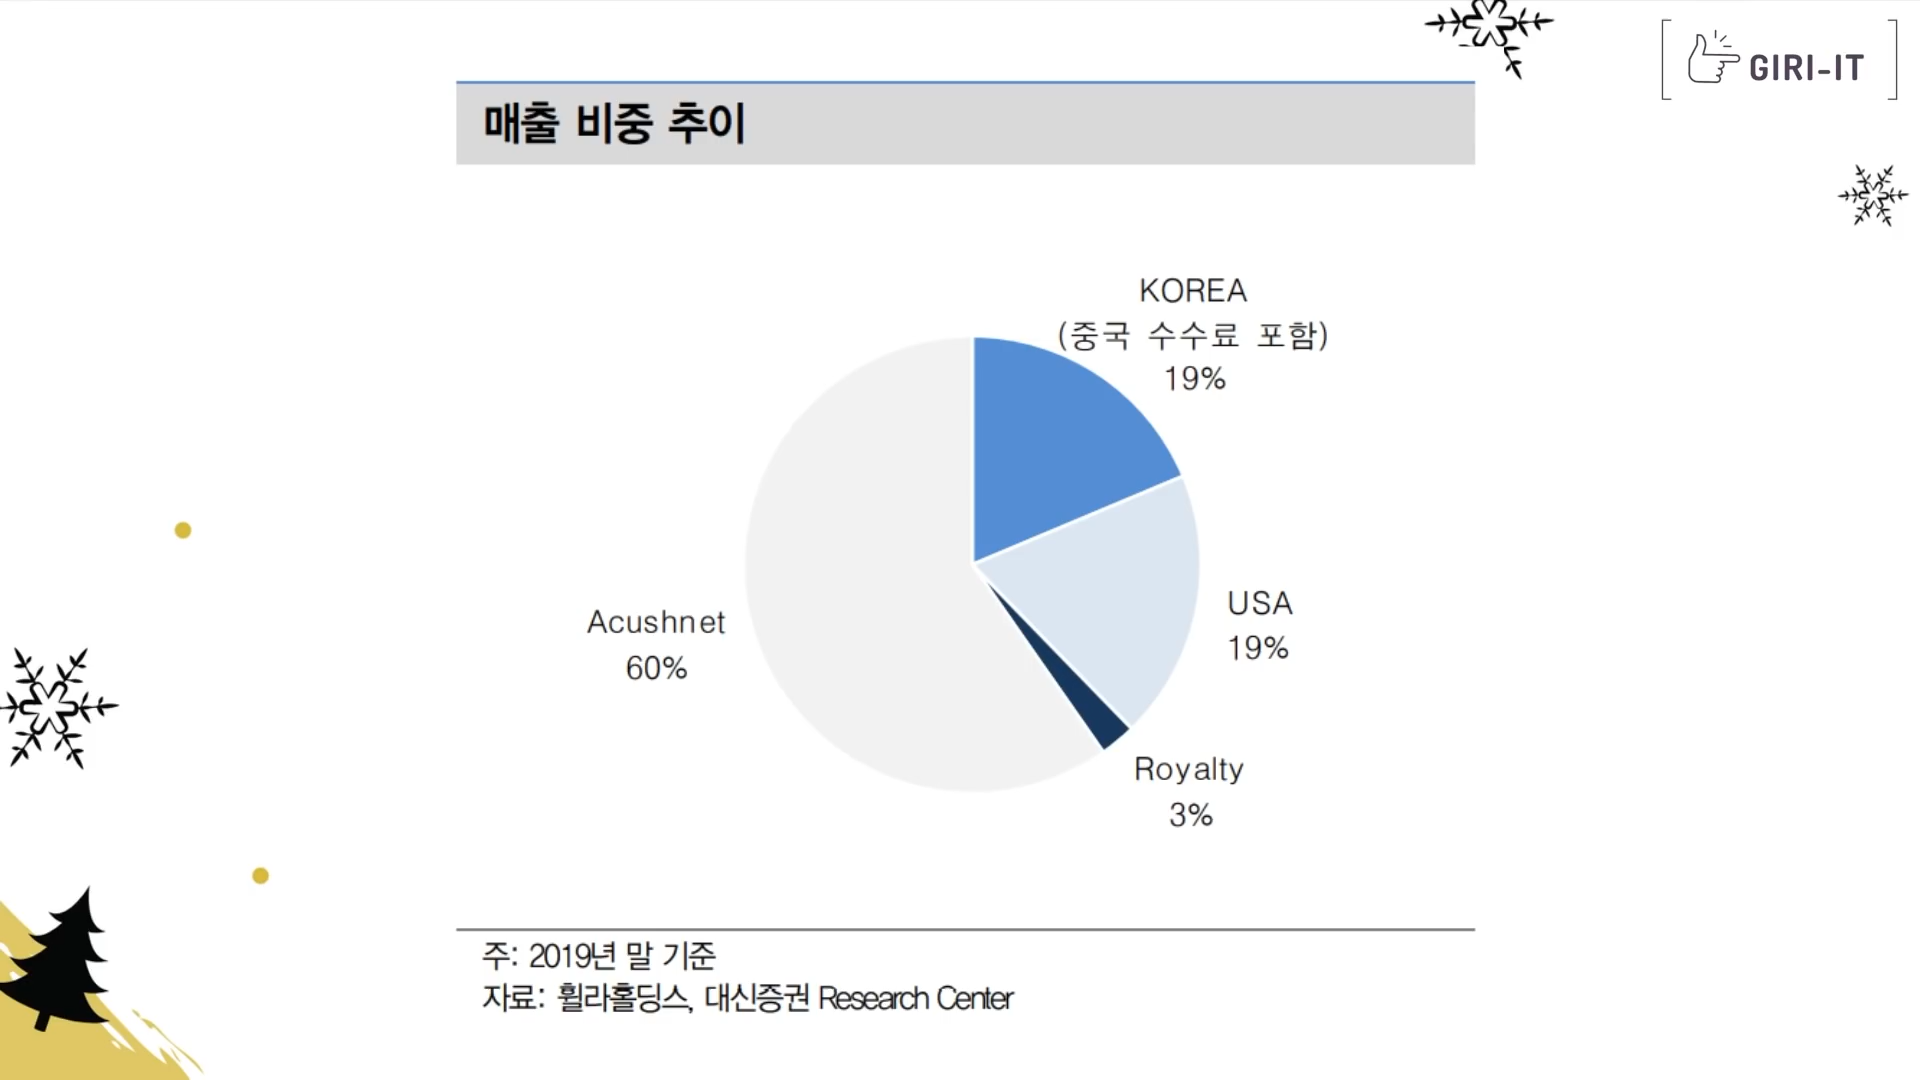 GIRI-IT
매출 비중 추이
KOREA
(중국 수수료 포함)
19%
USA
19%
Acushnet
60%
Royalty
3%
주: 2019년 말 기준
자료: 휠라홀딩스, 대신증권 Research Center